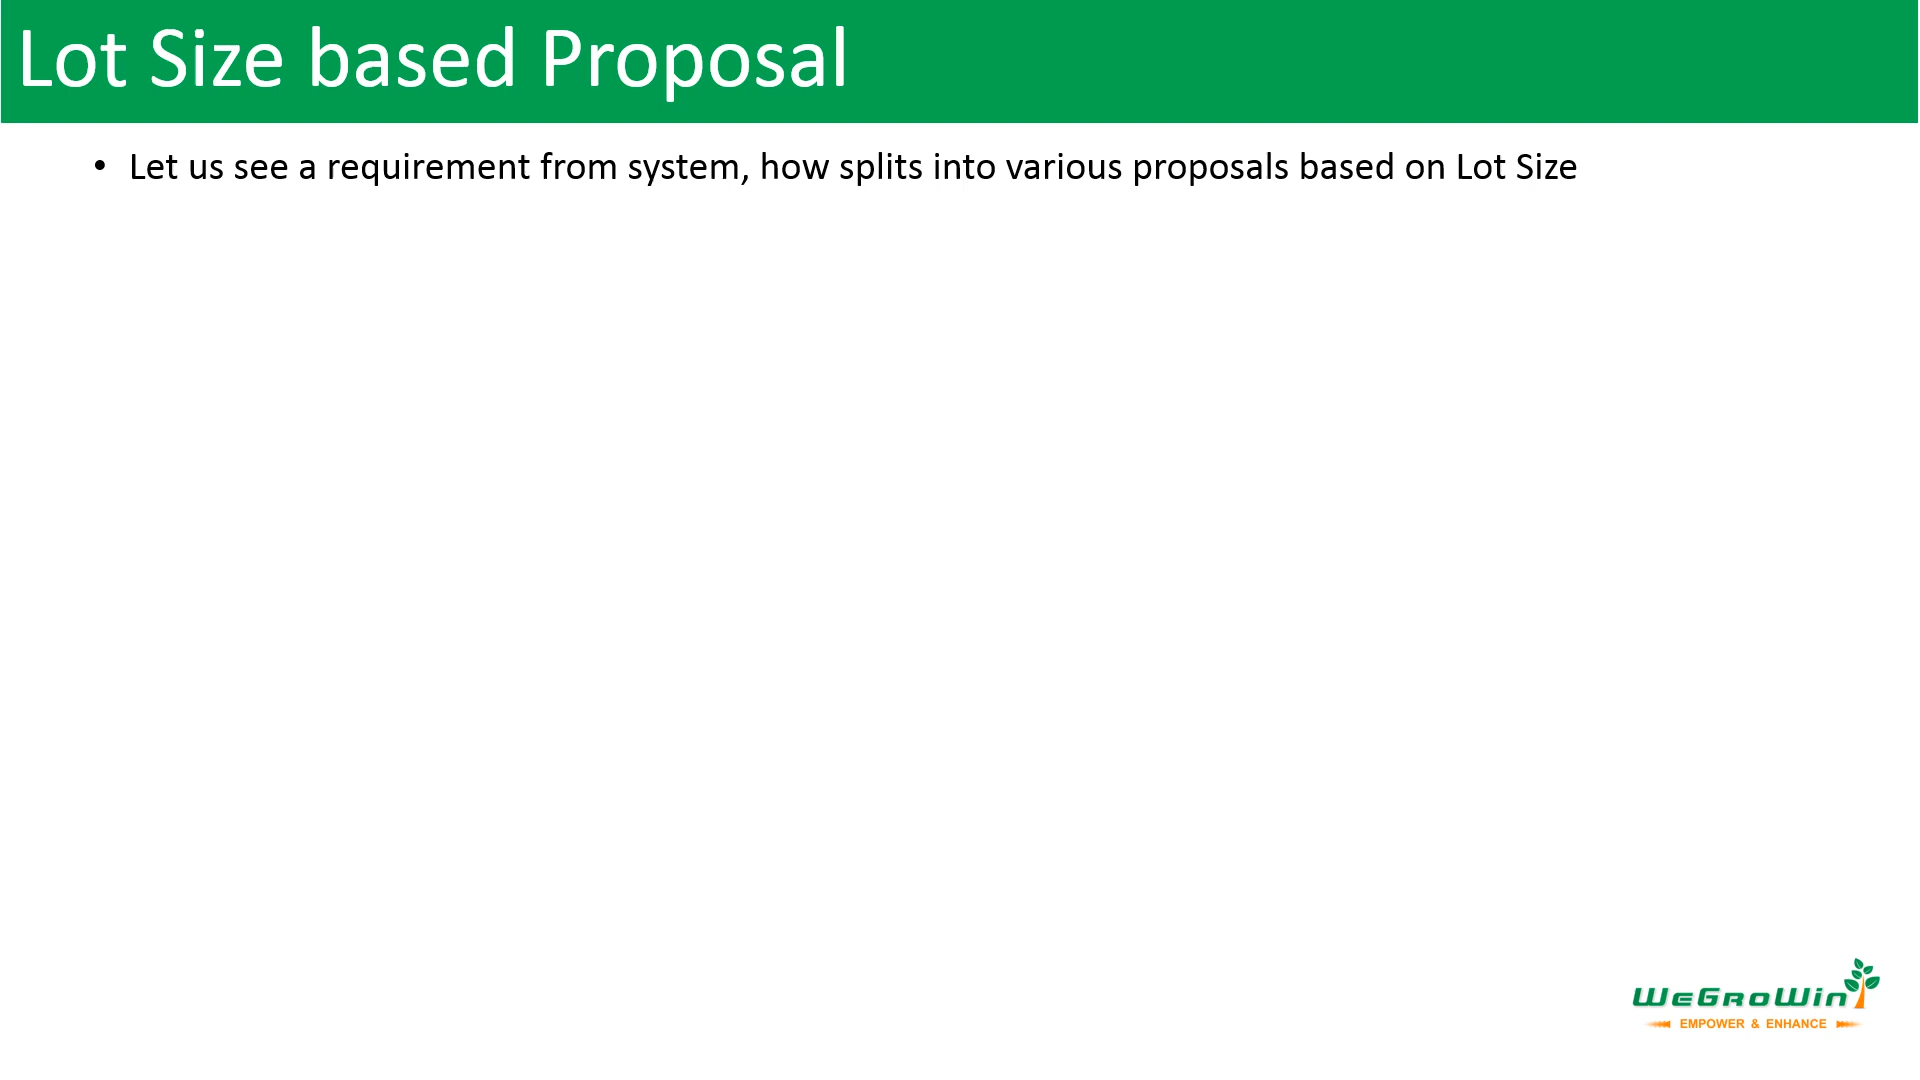 Lot Size based Proposal
• Let us see a requirement from system, how splits into various proposals based on Lot Size
WeGroWin
EMPOWER & ENHANCE